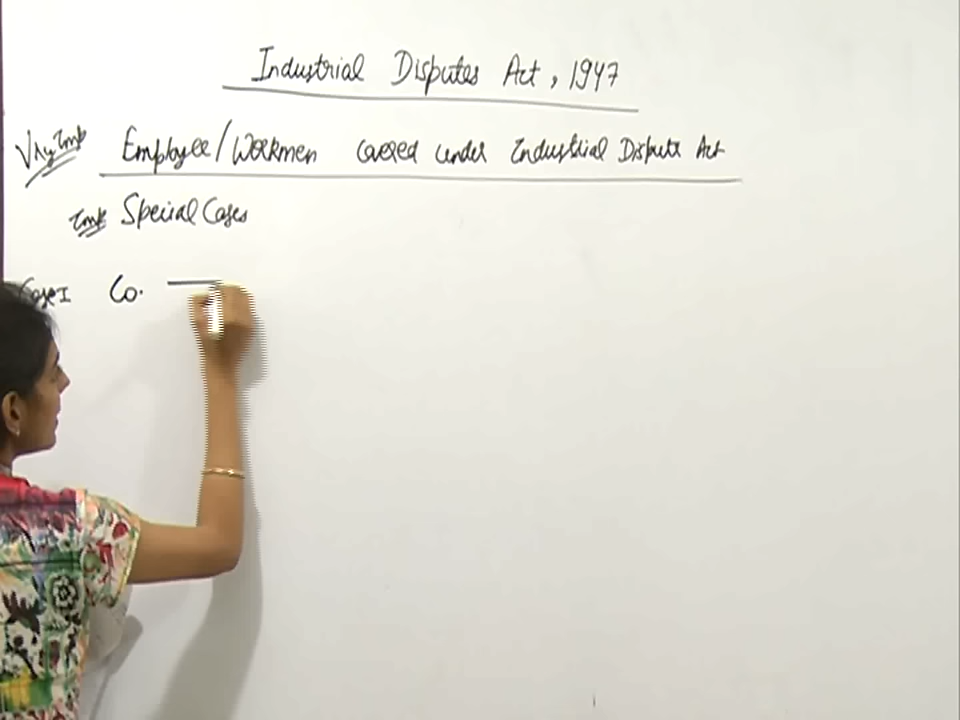 Industrial Disputes Act, 1947
V.Imp Employee/Workmen covered under Industrial Dispute Act
Imp Special Cases
Case I Co.